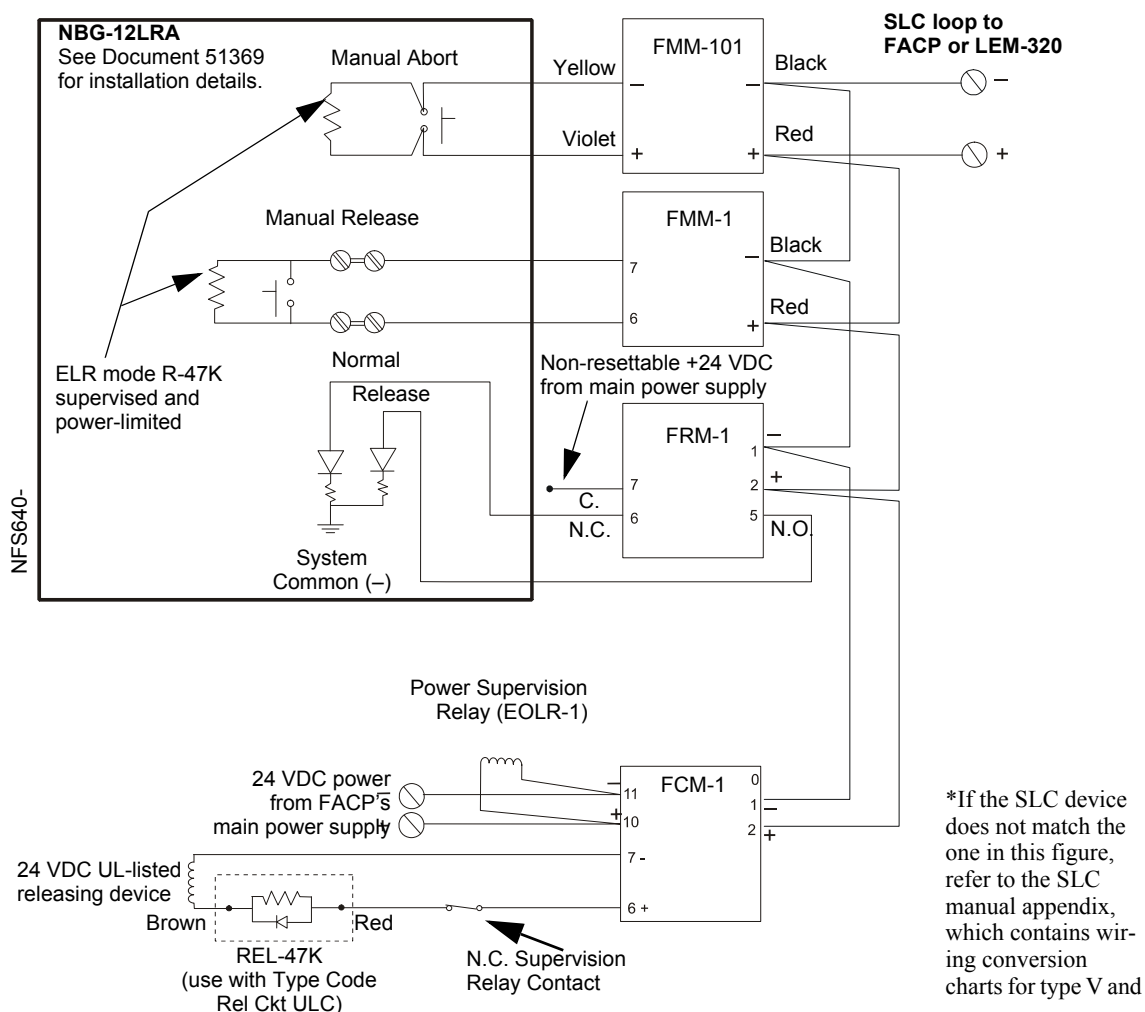 NBG-12LRA
See Document 51369
for installation details.
Manual Abort
Yellow
Violet
FMM-101
−
+
−
+
Black
Red
SLC loop to
FACP or LEM-320
−
+
Manual Release
FMM-1
7
6
−
+
Black
Red
ELR mode R-47K
supervised and
power-limited
Normal
Release
Non-resettable +24 VDC
from main power supply
FRM-1
7
C.
6
N.C.
1
−
2
+
5
N.O.
System
Common (–)
NFS640-
Power Supervision
Relay (EOLR-1)
24 VDC power
from FACP's
main power supply
−
+
FCM-1
−
11
+
10
7 -
6 +
0
1
−
2
+
24 VDC UL-listed
releasing device
Brown
Red
REL-47K
(use with Type Code
Rel Ckt ULC)
N.C. Supervision
Relay Contact
*If the SLC device
does not match the
one in this figure,
refer to the SLC
manual appendix,
which contains wir-
ing conversion
charts for type V and